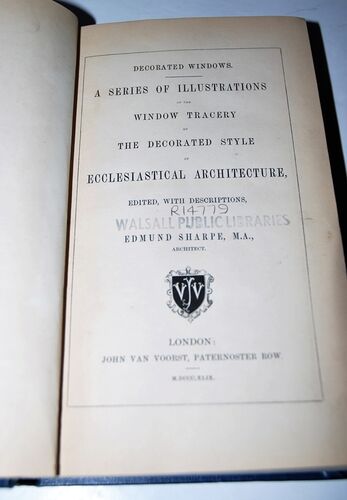 DECORATED WINDOWS.
A SERIES OF ILLUSTRATIONS
OF THE
WINDOW TRACERY
OF
THE DECORATED STYLE
OF
ECCLESIASTICAL ARCHITECTURE,
EDITED, WITH DESCRIPTIONS,
R14779
WALSALL PUBLIC LIBRARIES
EDMUND SHARPE, M.A.,
ARCHITECT.
VJV
LONDON:
JOHN VAN VOORST, PATERNOSTER ROW.
M.DCCC.XLIX.